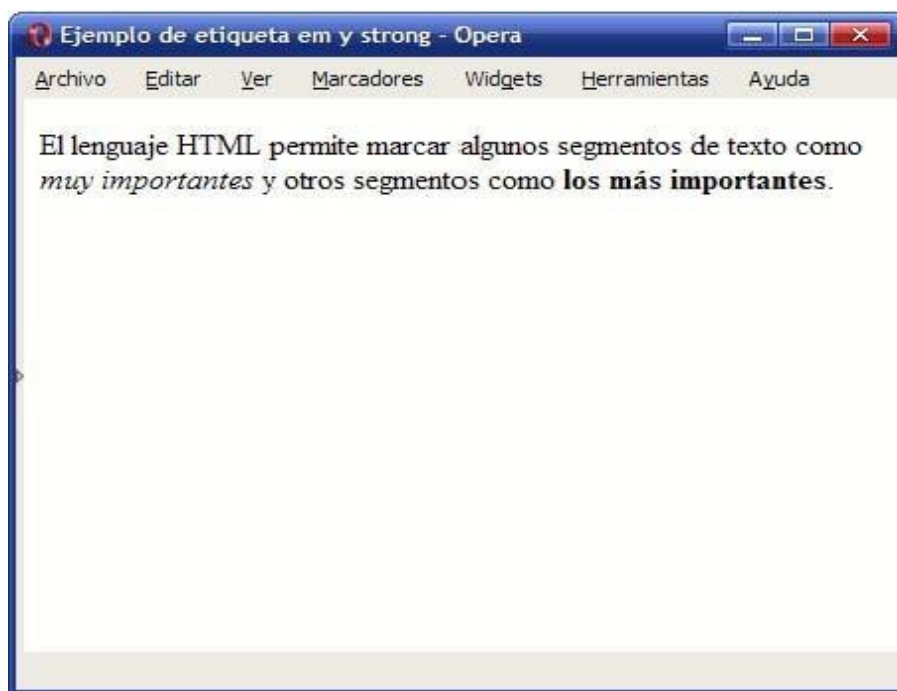 Ejemplo de etiqueta em y strong - Opera
Archivo Editar Ver Marcadores Widgets Herramientas Ayuda
El lenguaje HTML permite marcar algunos segmentos de texto como
muy importantes y otros segmentos como los más importantes.